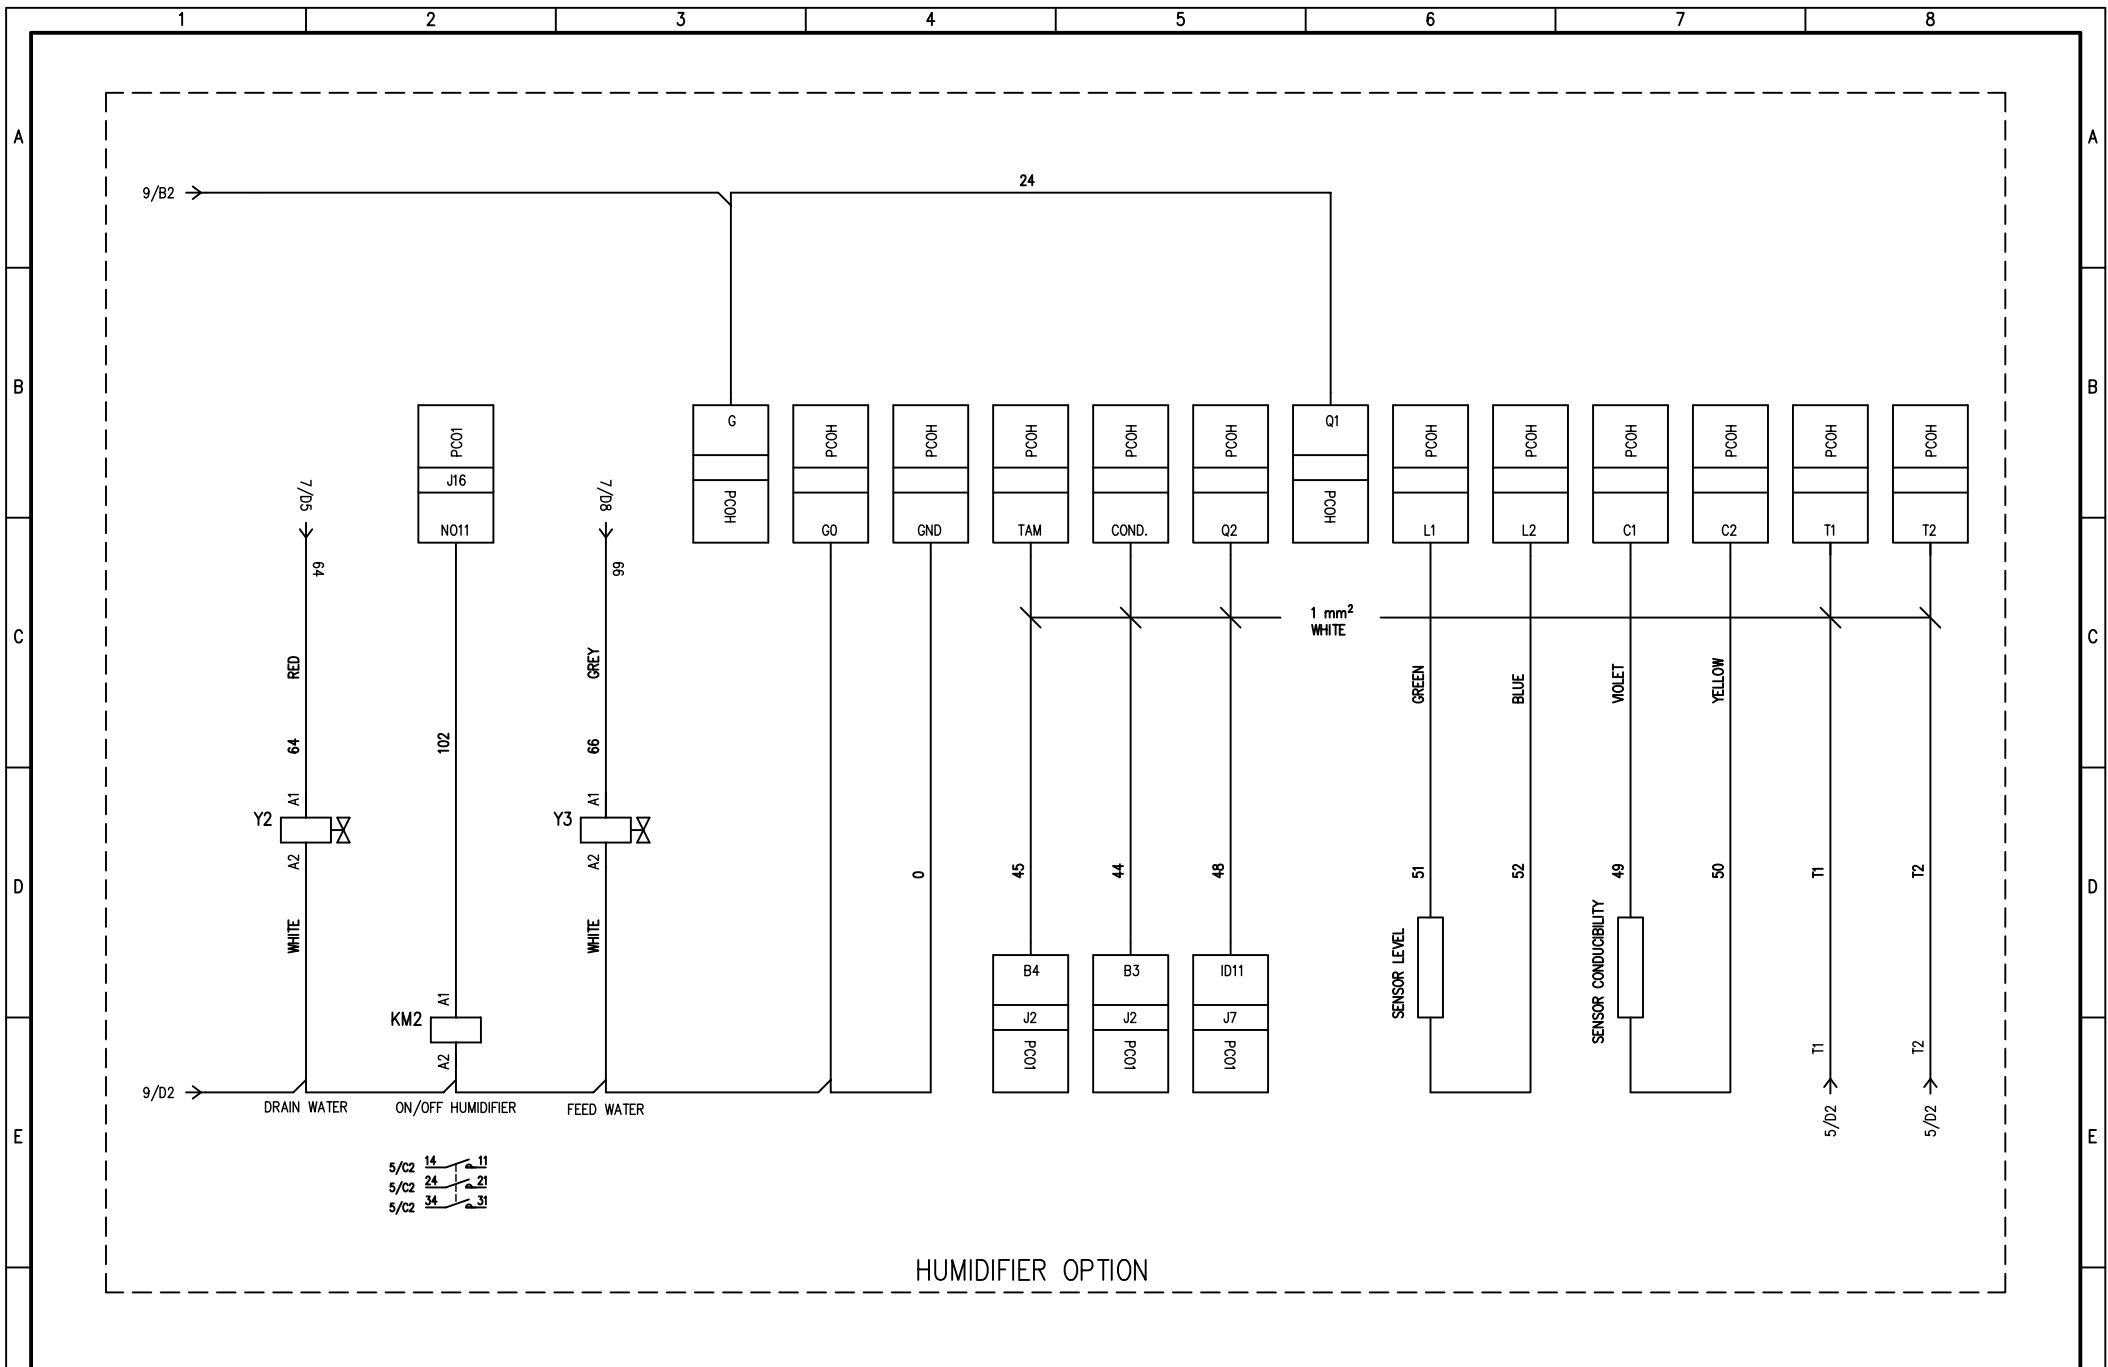 1 2 3 4 5 6 7 8
A A
9/B2 24
B B
PCO1 G PCOH PCOH PCOH PCOH PCOH Q1 PCOH PCOH PCOH PCOH PCOH PCOH
7/D5 J16 7/D8
PCOH PCOH
NO11 G0 GND TAM COND. Q2 L1 L2 C1 C2 T1 T2
64 66
1 mm²
WHITE
C C
RED GREY GREEN BLUE VIOLET YELLOW
64 102 66
A1 A1
Y2 Y3
A2 A2
0 45 44 48 51 52 49 50 T1 T2
D D
WHITE WHITE
SENSOR LEVEL
SENSOR CONDUCIBILITY
B4 B3 ID11
A1
KM2 J2 J2 J7
A2 PCO1 PCO1 PCO1 T1 T2
9/D2
DRAIN WATER ON/OFF HUMIDIFIER FEED WATER
5/D2 5/D2
E E
5/C2 14 11
5/C2 24 21
5/C2 34 31
HUMIDIFIER OPTION